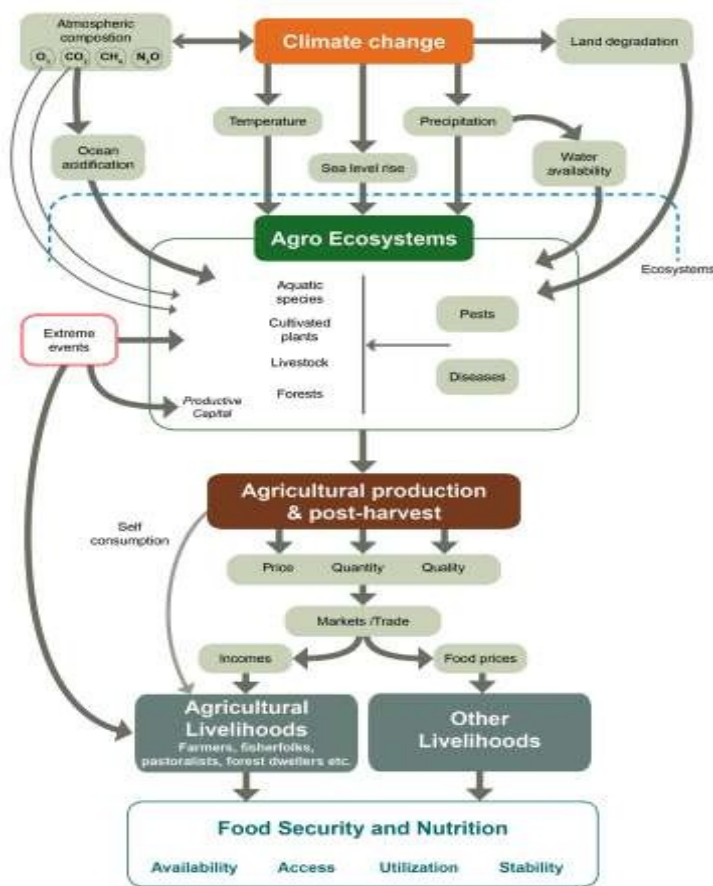 Atmospheric
compostion
O₃ CO₂ CH₄ N₂O
Climate change
Land degradation
Temperature
Precipitation
Ocean
acidification
Sea level rise
Water
availability
Agro Ecosystems
Ecosystems
Aquatic
species
Cultivated
plants
Livestock
Forests
Pests
Diseases
Extreme
events
Productive
Capital
Agricultural production
& post-harvest
Self
consumption
Price Quantity Quality
Markets /Trade
Incomes
Food prices
Agricultural
Livelihoods
Farmers, fisherfolks,
pastoralists, forest dwellers etc.
Other
Livelihoods
Food Security and Nutrition
Availability Access Utilization Stability